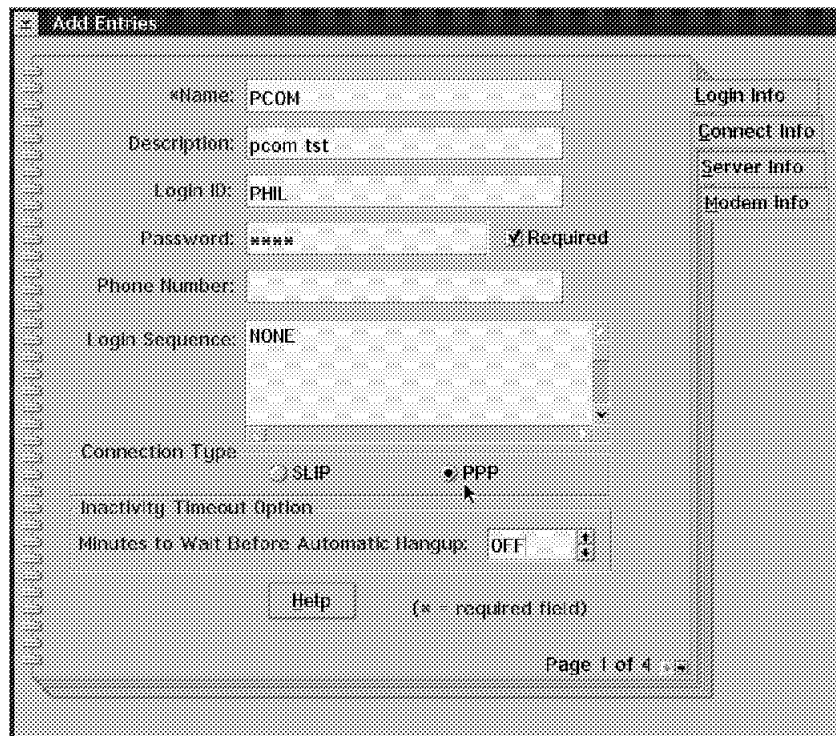 Add Entries
*Name: PCOM
Login Info
Connect Info
Description: pcom tst
Server Info
Login ID: PHIL
Modem Info
Password: **** Required
Phone Number:
Login Sequence: NONE
Connection Type
SLIP PPP
Inactivity Timeout Option
Minutes to Wait Before Automatic Hangup: OFF
Help (* = required field)
Page 1 of 4